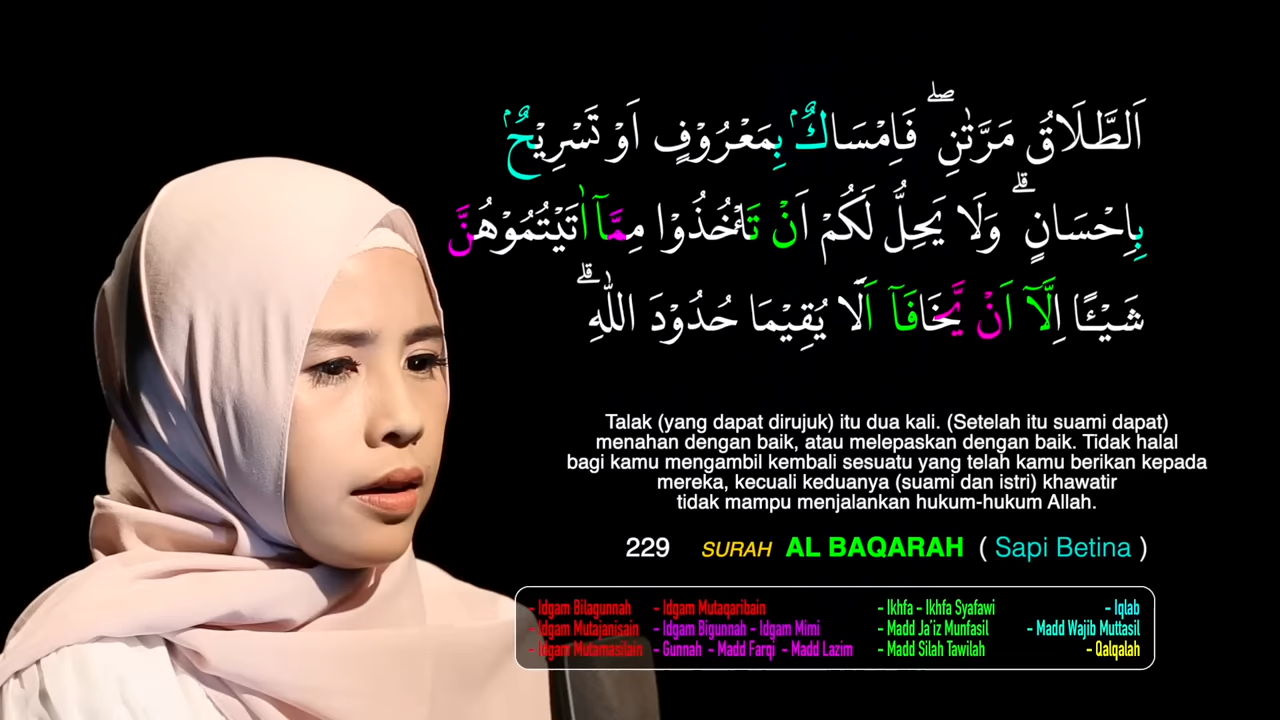 اَلطَّلَاقُ مَرَّتٰنِ ۖ فَاِمْسَاكٌۢ بِمَعْرُوْفٍ اَوْ تَسْرِيْحٌۢ
بِاِحْسَانٍ ۗ وَلَا يَحِلُّ لَكُمْ اَنْ تَأْخُذُوْا مِمَّآ اٰتَيْتُمُوْهُنَّ
شَيْـًٔا اِلَّآ اَنْ يَّخَافَآ اَلَّا يُقِيْمَا حُدُوْدَ اللّٰهِ ۗ
Talak (yang dapat dirujuk) itu dua kali. (Setelah itu suami dapat)
menahan dengan baik, atau melepaskan dengan baik. Tidak halal
bagi kamu mengambil kembali sesuatu yang telah kamu berikan kepada
mereka, kecuali keduanya (suami dan istri) khawatir
tidak mampu menjalankan hukum-hukum Allah.
229 SURAH AL BAQARAH ( Sapi Betina )
- Idgam Bilagunnah - Idgam Mutaqaribain - Ikhfa - Ikhfa Syafawi - Iqlab
- Idgam Mutajanisain - Idgam Bigunnah - Idgam Mimi - Madd Ja'iz Munfasil - Madd Wajib Muttasil
- Idgam Mutamasilain - Gunnah - Madd Farqi - Madd Lazim - Madd Silah Tawilah - Qalqalah